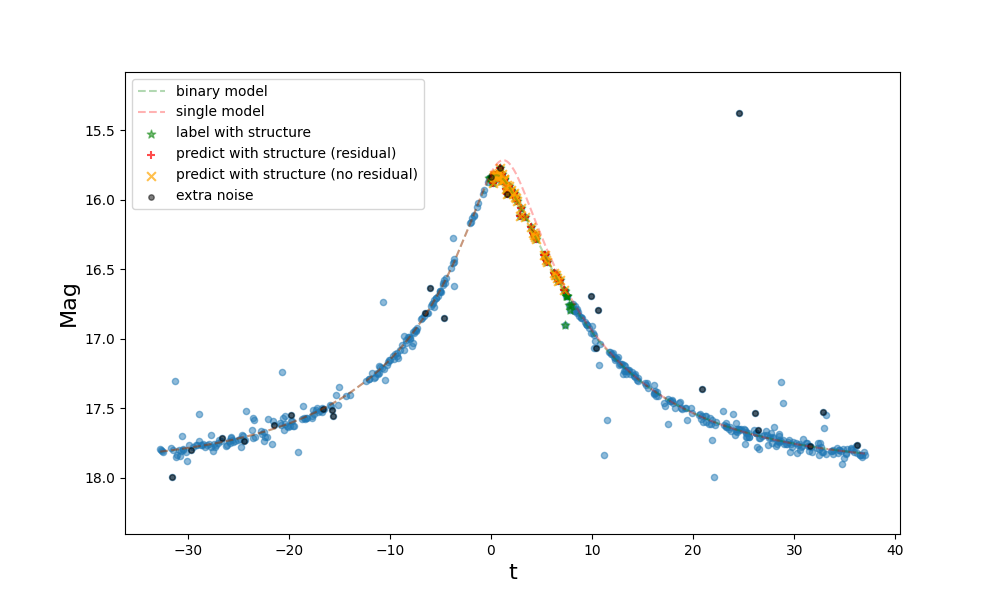 binary model
single model
label with structure
predict with structure (residual)
predict with structure (no residual)
extra noise
Mag
15.5
16.0
16.5
17.0
17.5
18.0
−30
−20
−10
0
10
20
30
40
t